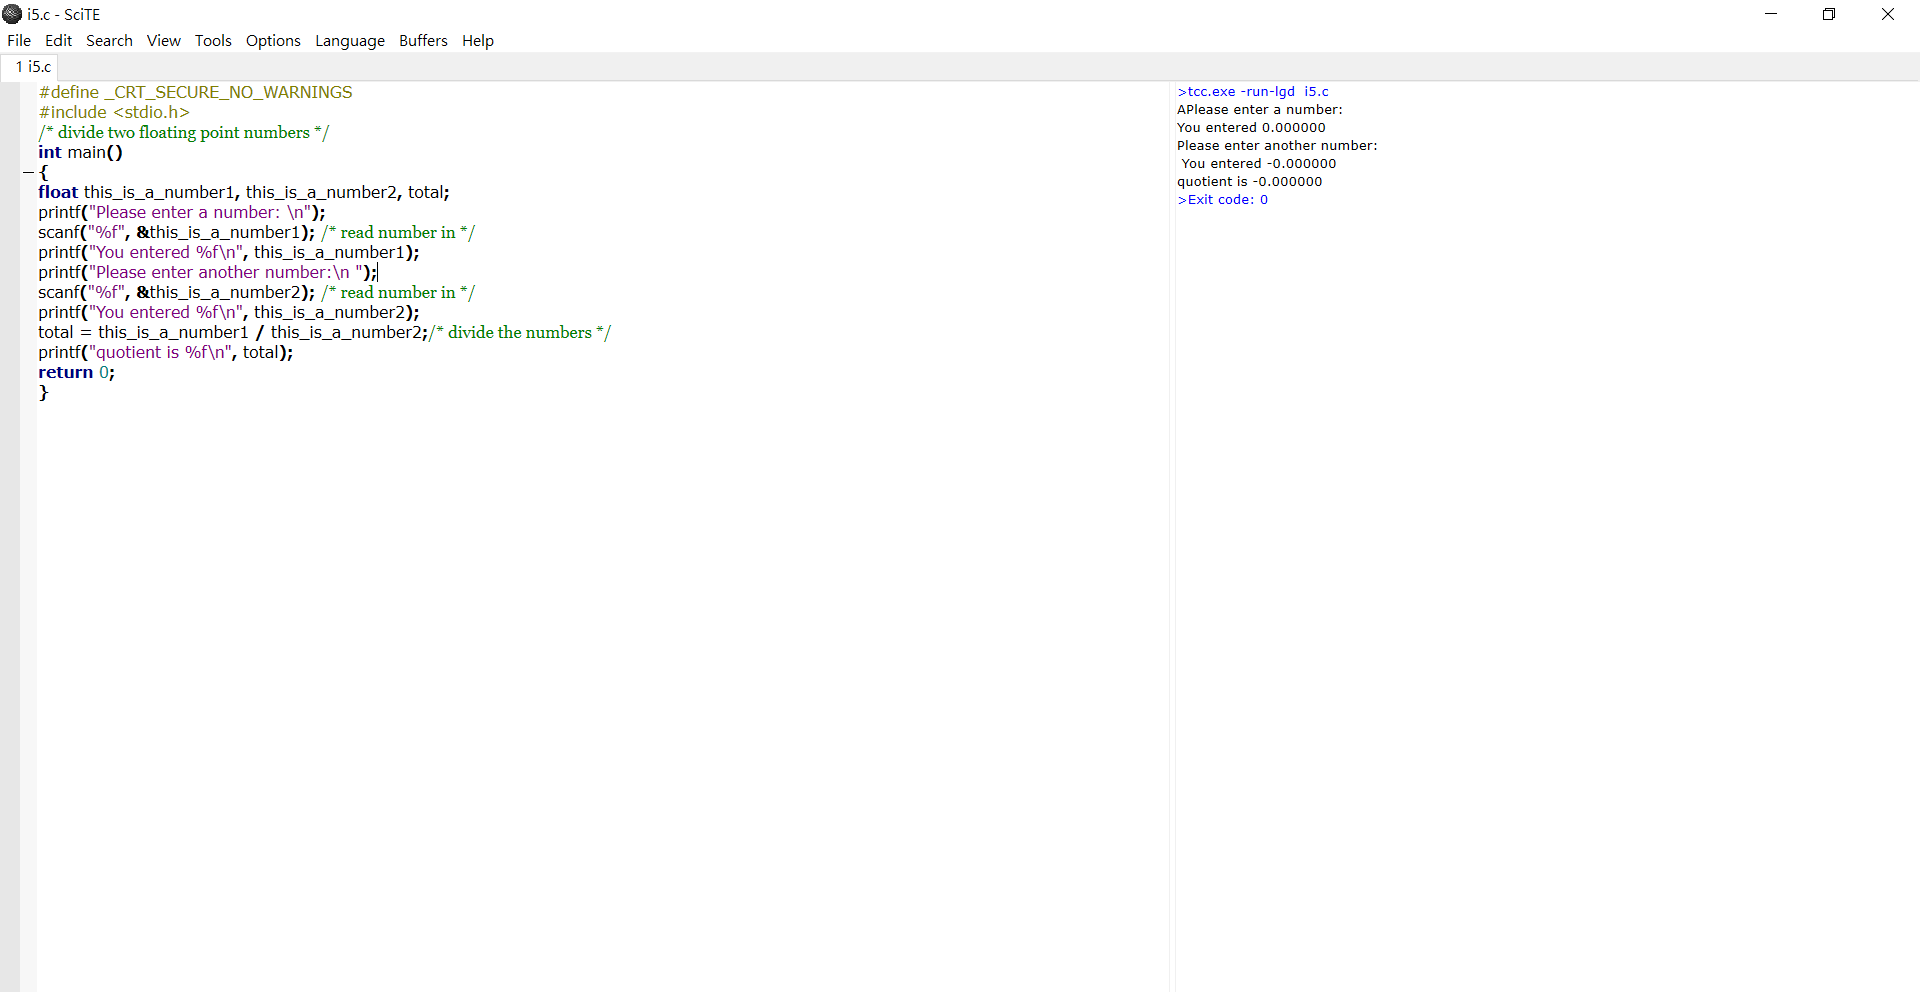 i5.c - SciTE
File Edit Search View Tools Options Language Buffers Help
1 i5.c
#define _CRT_SECURE_NO_WARNINGS
#include <stdio.h>
/* divide two floating point numbers */
int main()
{
float this_is_a_number1, this_is_a_number2, total;
printf("Please enter a number: \n");
scanf("%f", &this_is_a_number1); /* read number in */
printf("You entered %f\n", this_is_a_number1);
printf("Please enter another number:\n ");
scanf("%f", &this_is_a_number2); /* read number in */
printf("You entered %f\n", this_is_a_number2);
total = this_is_a_number1 / this_is_a_number2;/* divide the numbers */
printf("quotient is %f\n", total);
return 0;
}
>tcc.exe -run-lgd  i5.c
APlease enter a number:
You entered 0.000000
Please enter another number:
 You entered -0.000000
quotient is -0.000000
>Exit code: 0